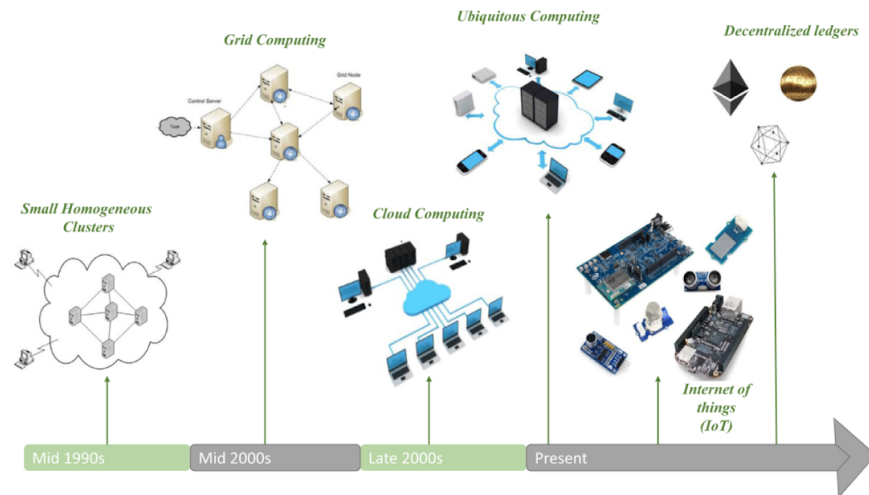 Ubiquitous Computing
Grid Computing
Decentralized ledgers
Control Server
Grid Node
Task
Small Homogeneous
Clusters
Cloud Computing
Internet of
things
(IoT)
Mid 1990s
Mid 2000s
Late 2000s
Present